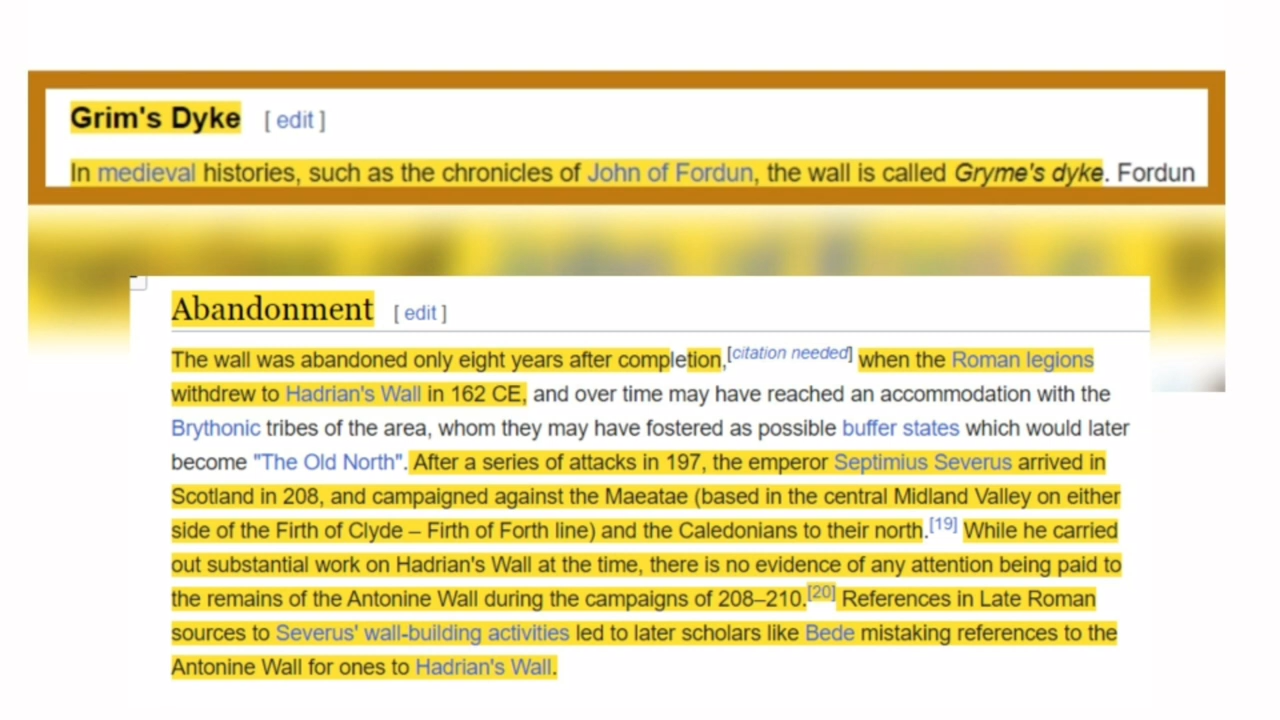 Grim's Dyke [ edit ]
In medieval histories, such as the chronicles of John of Fordun, the wall is called Gryme's dyke. Fordun
Abandonment [ edit ]
The wall was abandoned only eight years after completion,[citation needed] when the Roman legions
withdrew to Hadrian's Wall in 162 CE, and over time may have reached an accommodation with the
Brythonic tribes of the area, whom they may have fostered as possible buffer states which would later
become "The Old North". After a series of attacks in 197, the emperor Septimius Severus arrived in
Scotland in 208, and campaigned against the Maeatae (based in the central Midland Valley on either
side of the Firth of Clyde – Firth of Forth line) and the Caledonians to their north.[19] While he carried
out substantial work on Hadrian's Wall at the time, there is no evidence of any attention being paid to
the remains of the Antonine Wall during the campaigns of 208–210.[20] References in Late Roman
sources to Severus' wall-building activities led to later scholars like Bede mistaking references to the
Antonine Wall for ones to Hadrian's Wall.